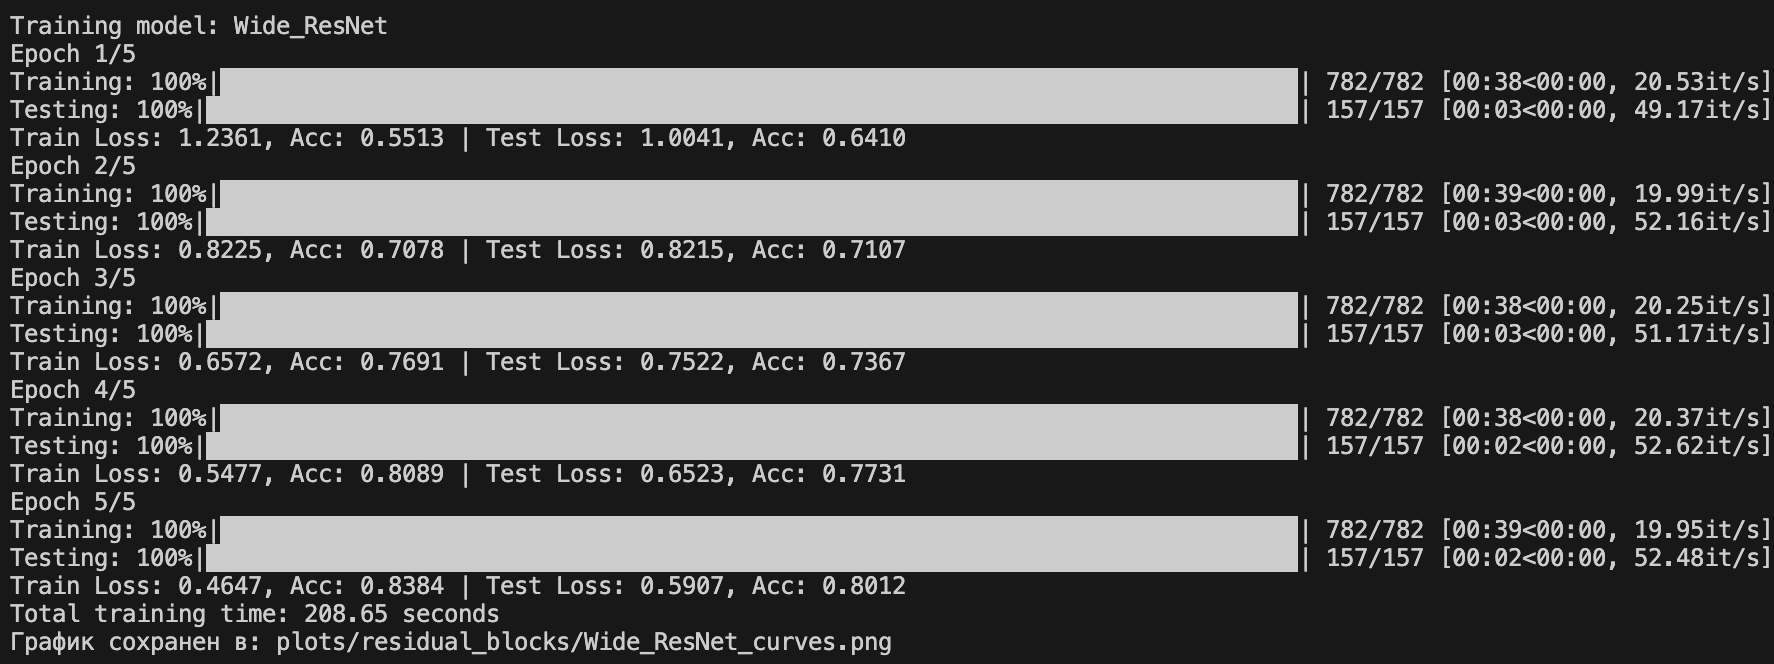 Training model: Wide_ResNet
Epoch 1/5
Training: 100%|| 782/782 [00:38<00:00, 20.53it/s]
Testing: 100%|| 157/157 [00:03<00:00, 49.17it/s]
Train Loss: 1.2361, Acc: 0.5513 | Test Loss: 1.0041, Acc: 0.6410
Epoch 2/5
Training: 100%|| 782/782 [00:39<00:00, 19.99it/s]
Testing: 100%|| 157/157 [00:03<00:00, 52.16it/s]
Train Loss: 0.8225, Acc: 0.7078 | Test Loss: 0.8215, Acc: 0.7107
Epoch 3/5
Training: 100%|| 782/782 [00:38<00:00, 20.25it/s]
Testing: 100%|| 157/157 [00:03<00:00, 51.17it/s]
Train Loss: 0.6572, Acc: 0.7691 | Test Loss: 0.7522, Acc: 0.7367
Epoch 4/5
Training: 100%|| 782/782 [00:38<00:00, 20.37it/s]
Testing: 100%|| 157/157 [00:02<00:00, 52.62it/s]
Train Loss: 0.5477, Acc: 0.8089 | Test Loss: 0.6523, Acc: 0.7731
Epoch 5/5
Training: 100%|| 782/782 [00:39<00:00, 19.95it/s]
Testing: 100%|| 157/157 [00:02<00:00, 52.48it/s]
Train Loss: 0.4647, Acc: 0.8384 | Test Loss: 0.5907, Acc: 0.8012
Total training time: 208.65 seconds
График сохранен в: plots/residual_blocks/Wide_ResNet_curves.png